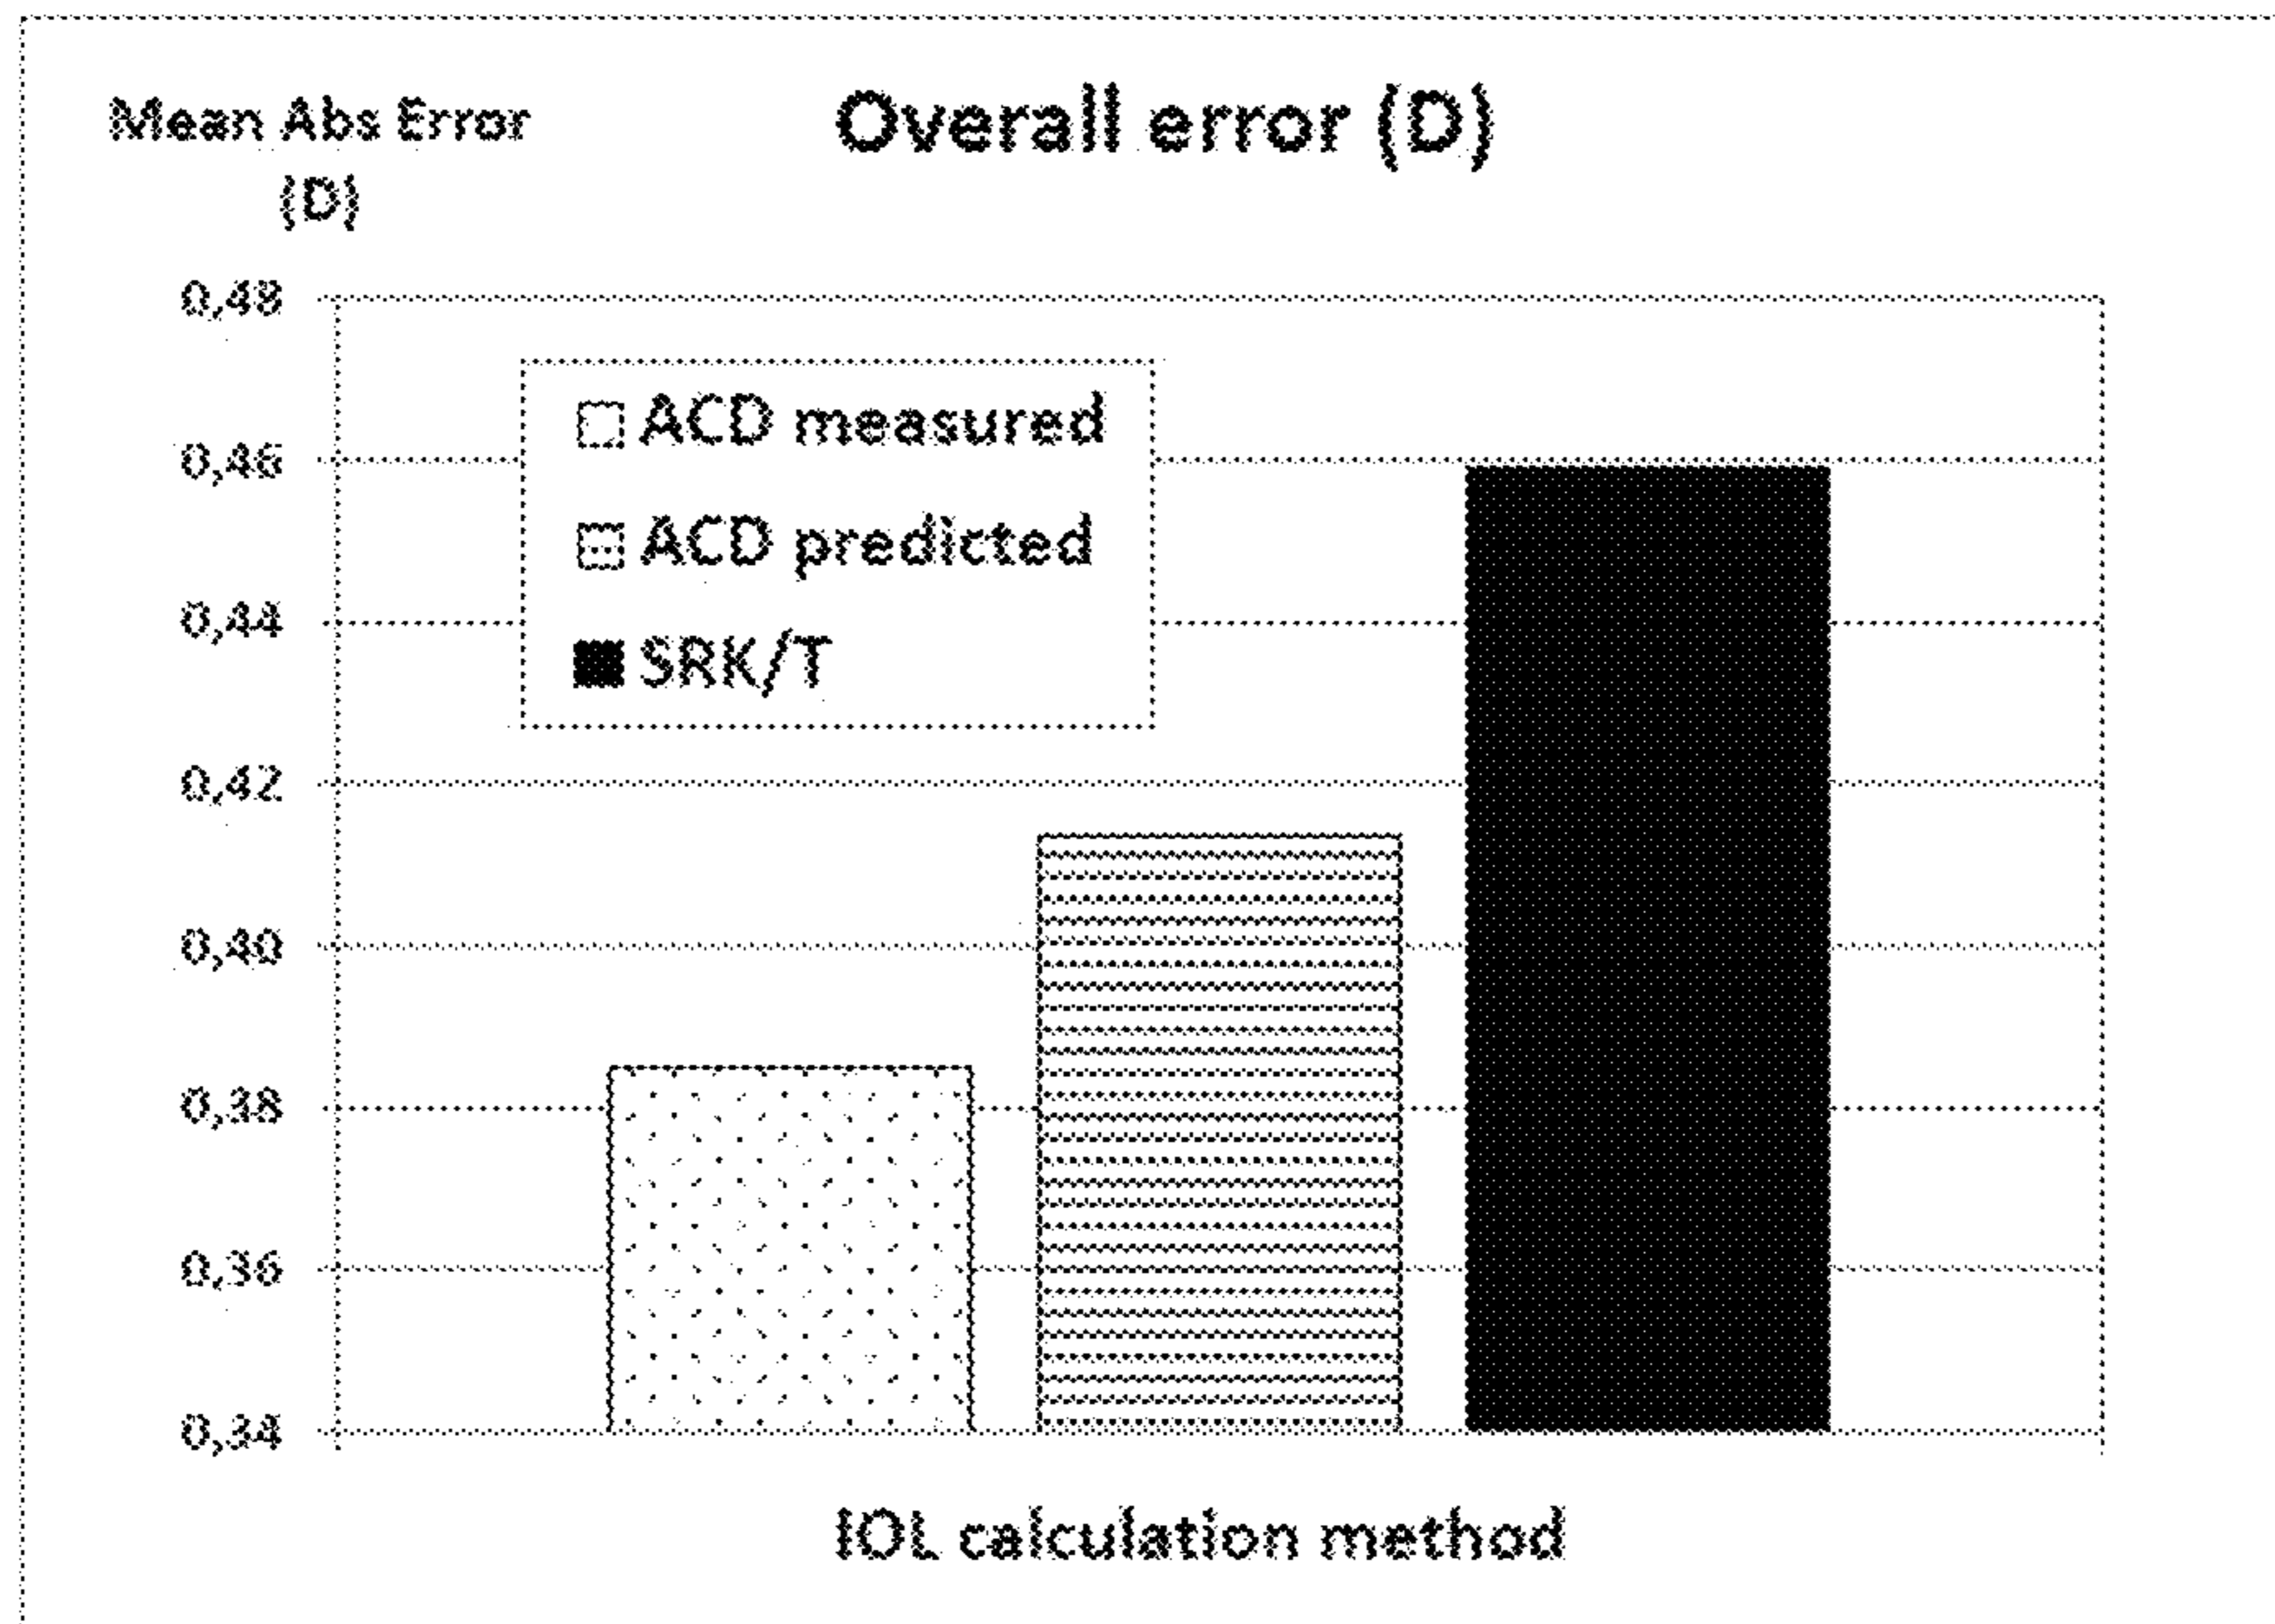 Mean Abs Error
(D)
Overall error (D)
0,48
0,46
0,44
0,42
0,40
0,38
0,36
0,34
ACD measured
ACD predicted
SRK/T
IOL calculation method